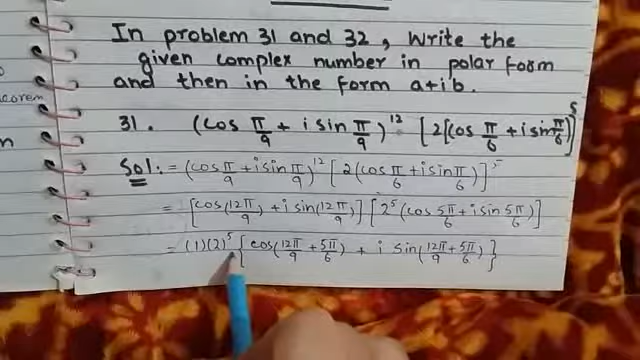 In problem 31 and 32, Write the
given complex number in polar form
and then in the form a+ib.
eorem
31. (cos π/9 + i sin π/9)^12 [2(cos π/6 + i sin π/6)]^5
Sol: = (cos π/9 + i sin π/9)^12 [2(cos π/6 + i sin π/6)]^5
= [cos(12π/9) + i sin(12π/9)][2^5 (cos 5π/6 + i sin 5π/6)]
= (1)(2)^5 {cos(12π/9 + 5π/6) + i sin(12π/9 + 5π/6)}